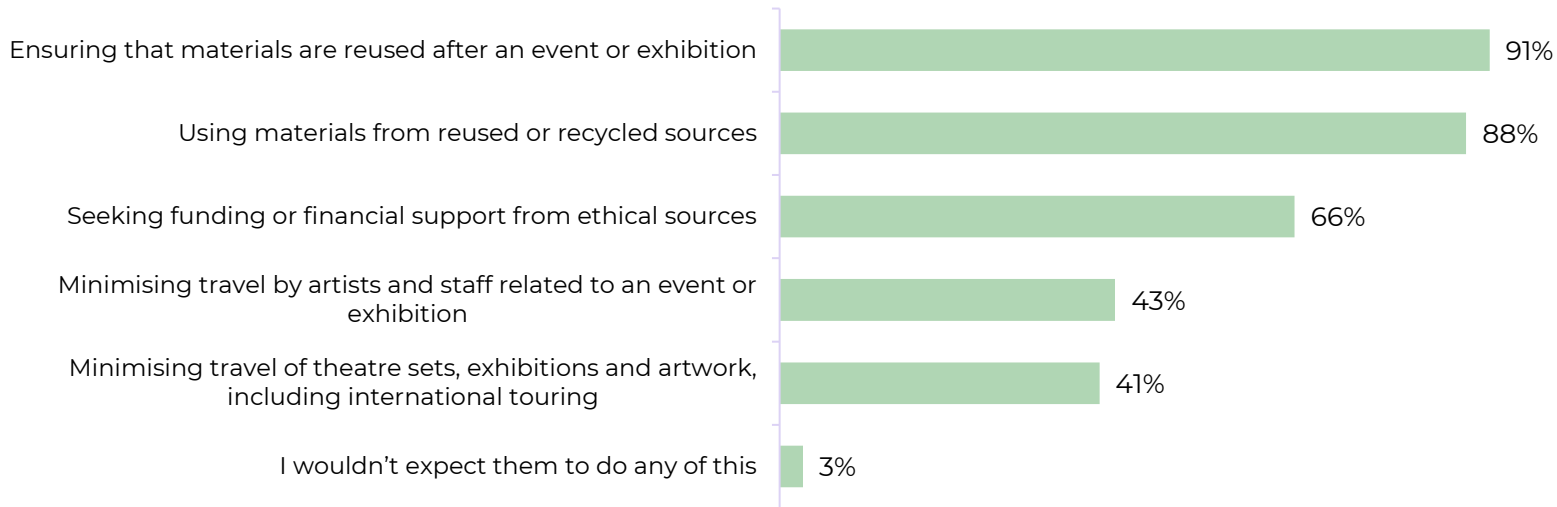 Ensuring that materials are reused after an event or exhibition
91%
Using materials from reused or recycled sources
88%
Seeking funding or financial support from ethical sources
66%
Minimising travel by artists and staff related to an event or
exhibition
43%
Minimising travel of theatre sets, exhibitions and artwork,
including international touring
41%
I wouldn’t expect them to do any of this
3%